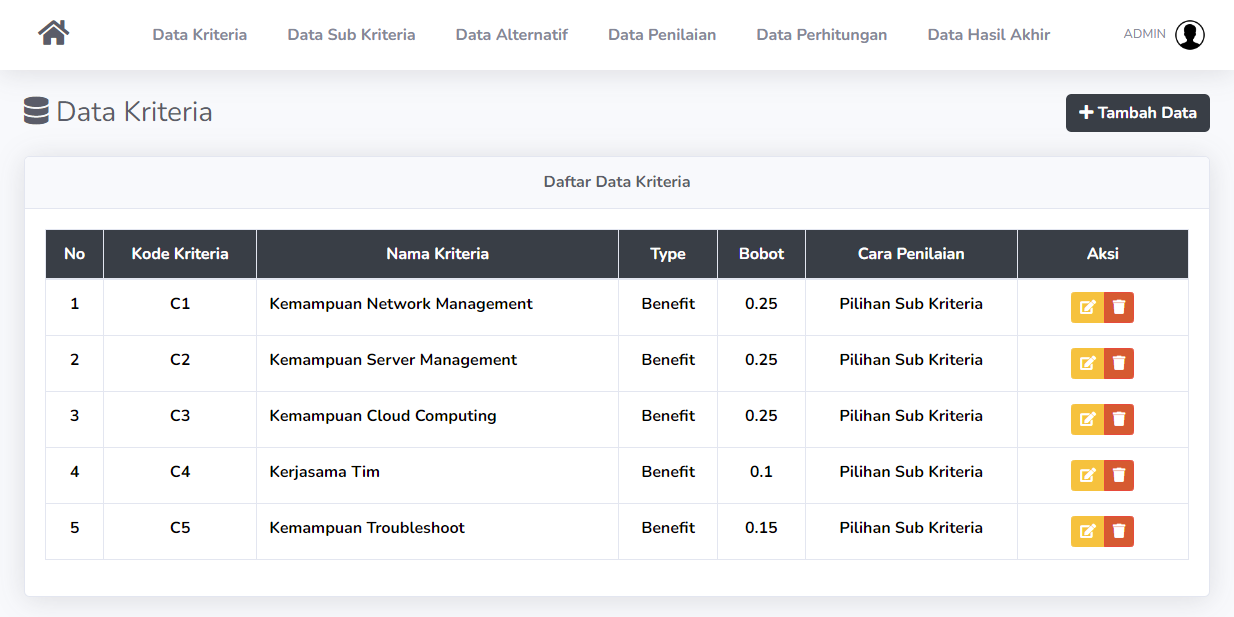 Data Kriteria Data Sub Kriteria Data Alternatif Data Penilaian Data Perhitungan Data Hasil Akhir ADMIN
Data Kriteria Tambah Data
Daftar Data Kriteria
No Kode Kriteria Nama Kriteria Type Bobot Cara Penilaian Aksi
1 C1 Kemampuan Network Management Benefit 0.25 Pilihan Sub Kriteria
2 C2 Kemampuan Server Management Benefit 0.25 Pilihan Sub Kriteria
3 C3 Kemampuan Cloud Computing Benefit 0.25 Pilihan Sub Kriteria
4 C4 Kerjasama Tim Benefit 0.1 Pilihan Sub Kriteria
5 C5 Kemampuan Troubleshoot Benefit 0.15 Pilihan Sub Kriteria